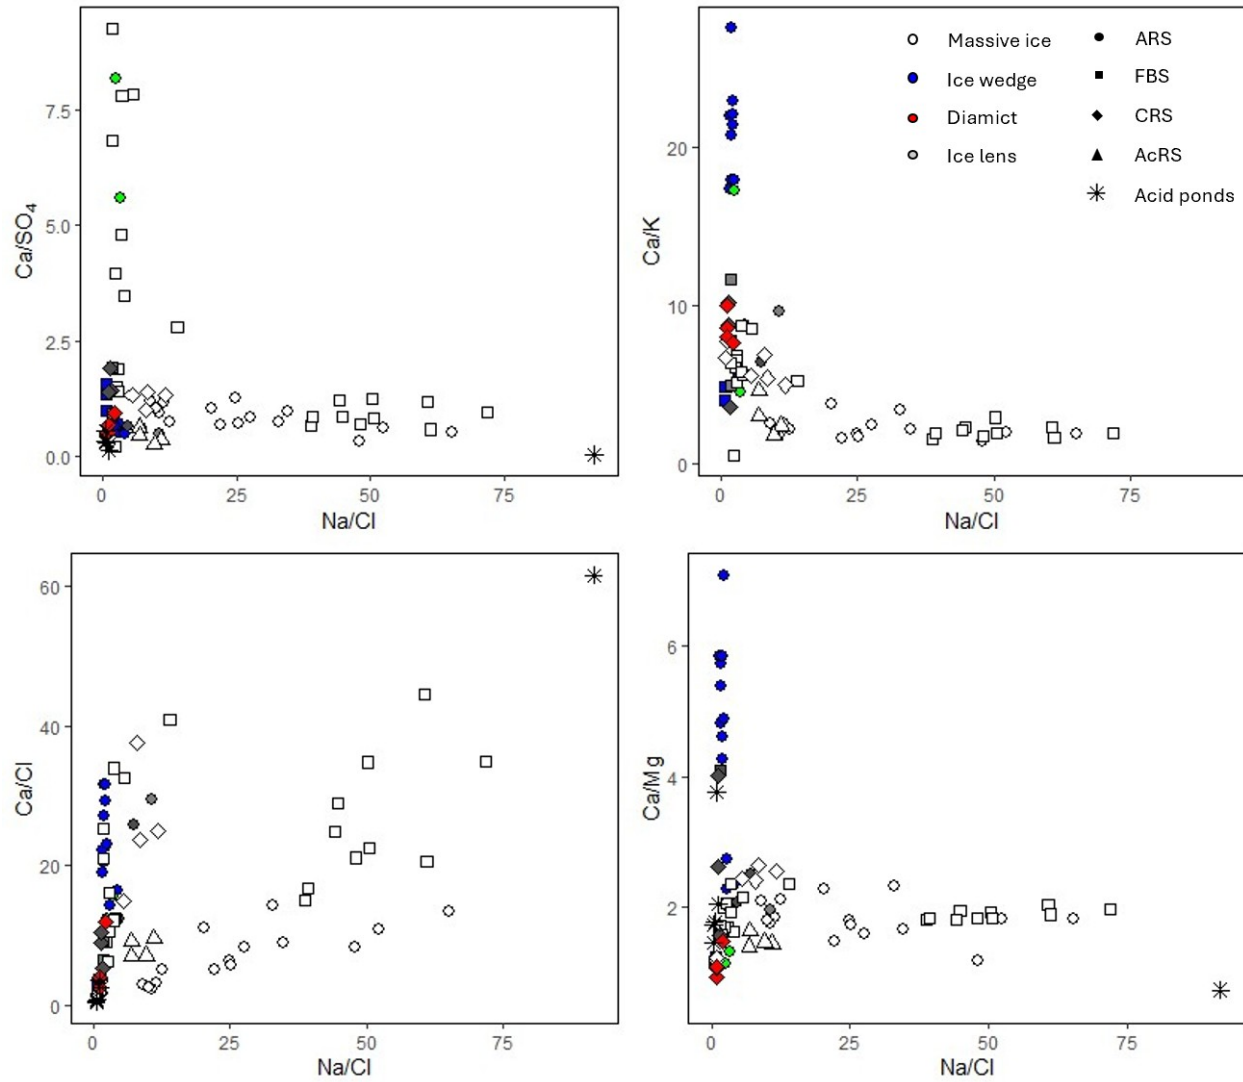 Ca/SO₄
7.5
5.0
2.5
0.0
0 25 50 75
Na/Cl
Ca/K
20
10
0
0 25 50 75
Na/Cl
Massive ice
Ice wedge
Diamict
Ice lens
ARS
FBS
CRS
AcRS
Acid ponds
Ca/Cl
60
40
20
0
0 25 50 75
Na/Cl
Ca/Mg
6
4
2
0 25 50 75
Na/Cl